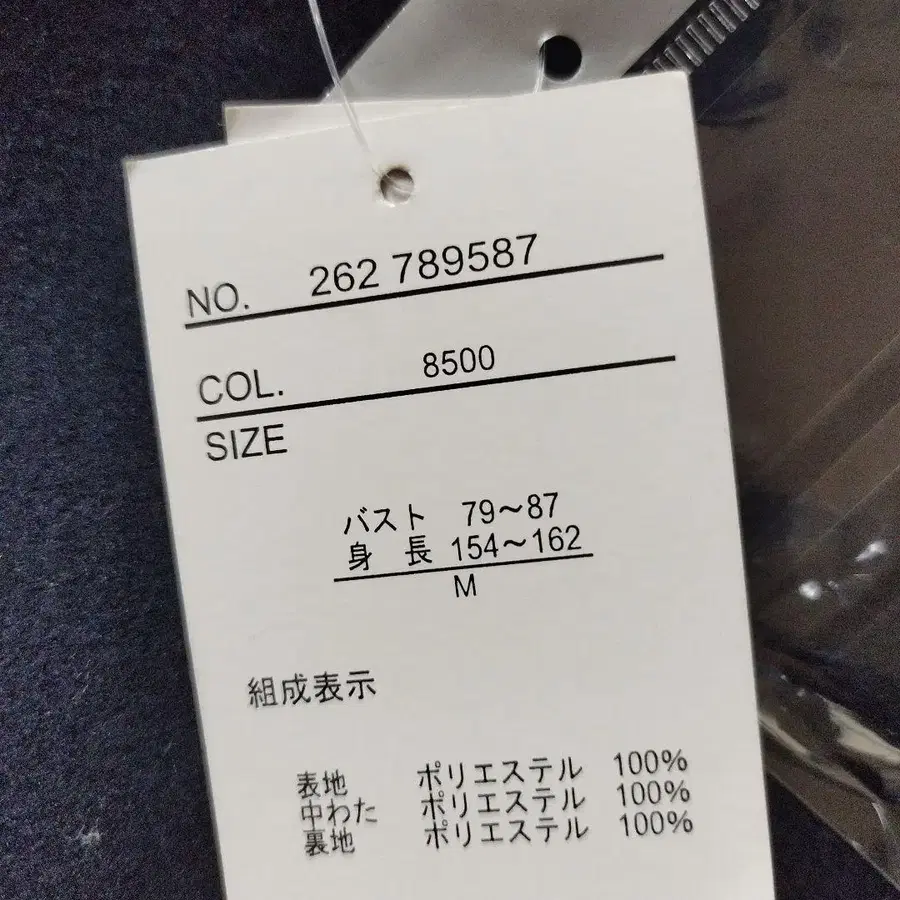 NO. 262 789587
COL. 8500
SIZE
バスト 79～87
身 長 154～162
M
組成表示
表地 ポリエステル 100%
中わた ポリエステル 100%
裏地 ポリエステル 100%